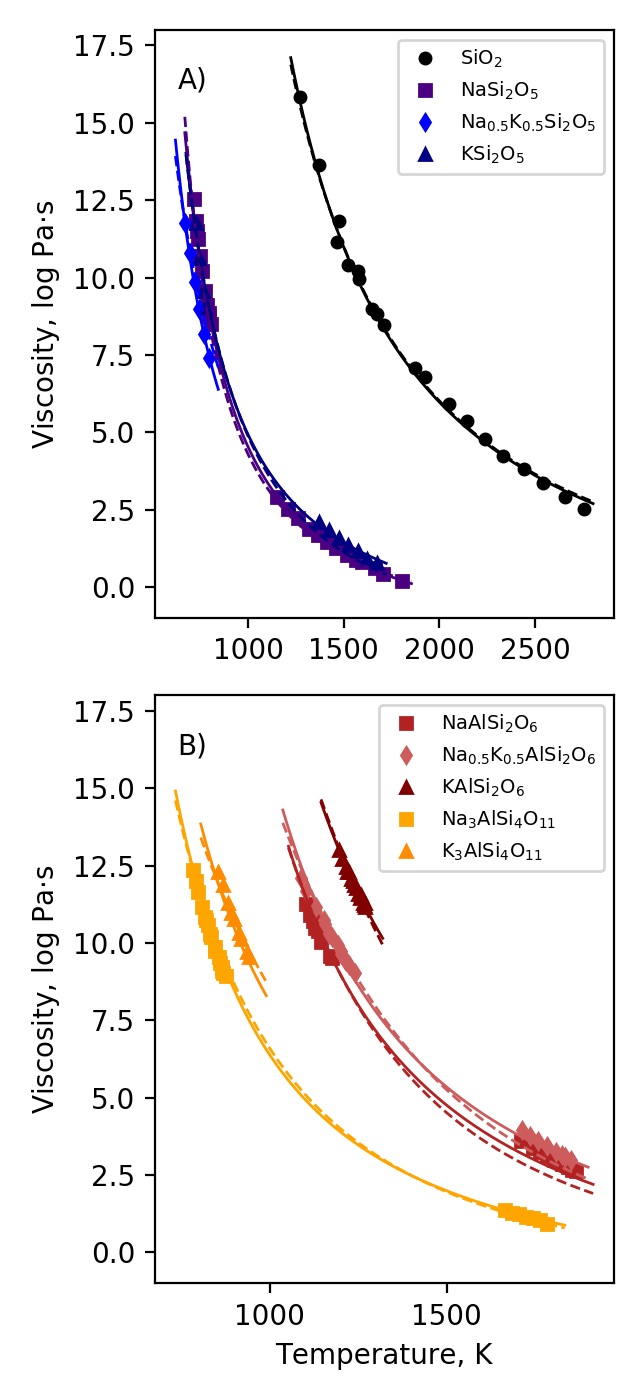 17.5
15.0
12.5
10.0
7.5
5.0
2.5
0.0
Viscosity, log Pa·s
A)
SiO₂
NaSi₂O₅
Na₀.₅K₀.₅Si₂O₅
KSi₂O₅
1000 1500 2000 2500
17.5
15.0
12.5
10.0
7.5
5.0
2.5
0.0
Viscosity, log Pa·s
B)
NaAlSi₂O₆
Na₀.₅K₀.₅AlSi₂O₆
KAlSi₂O₆
Na₃AlSi₄O₁₁
K₃AlSi₄O₁₁
1000 1500
Temperature, K